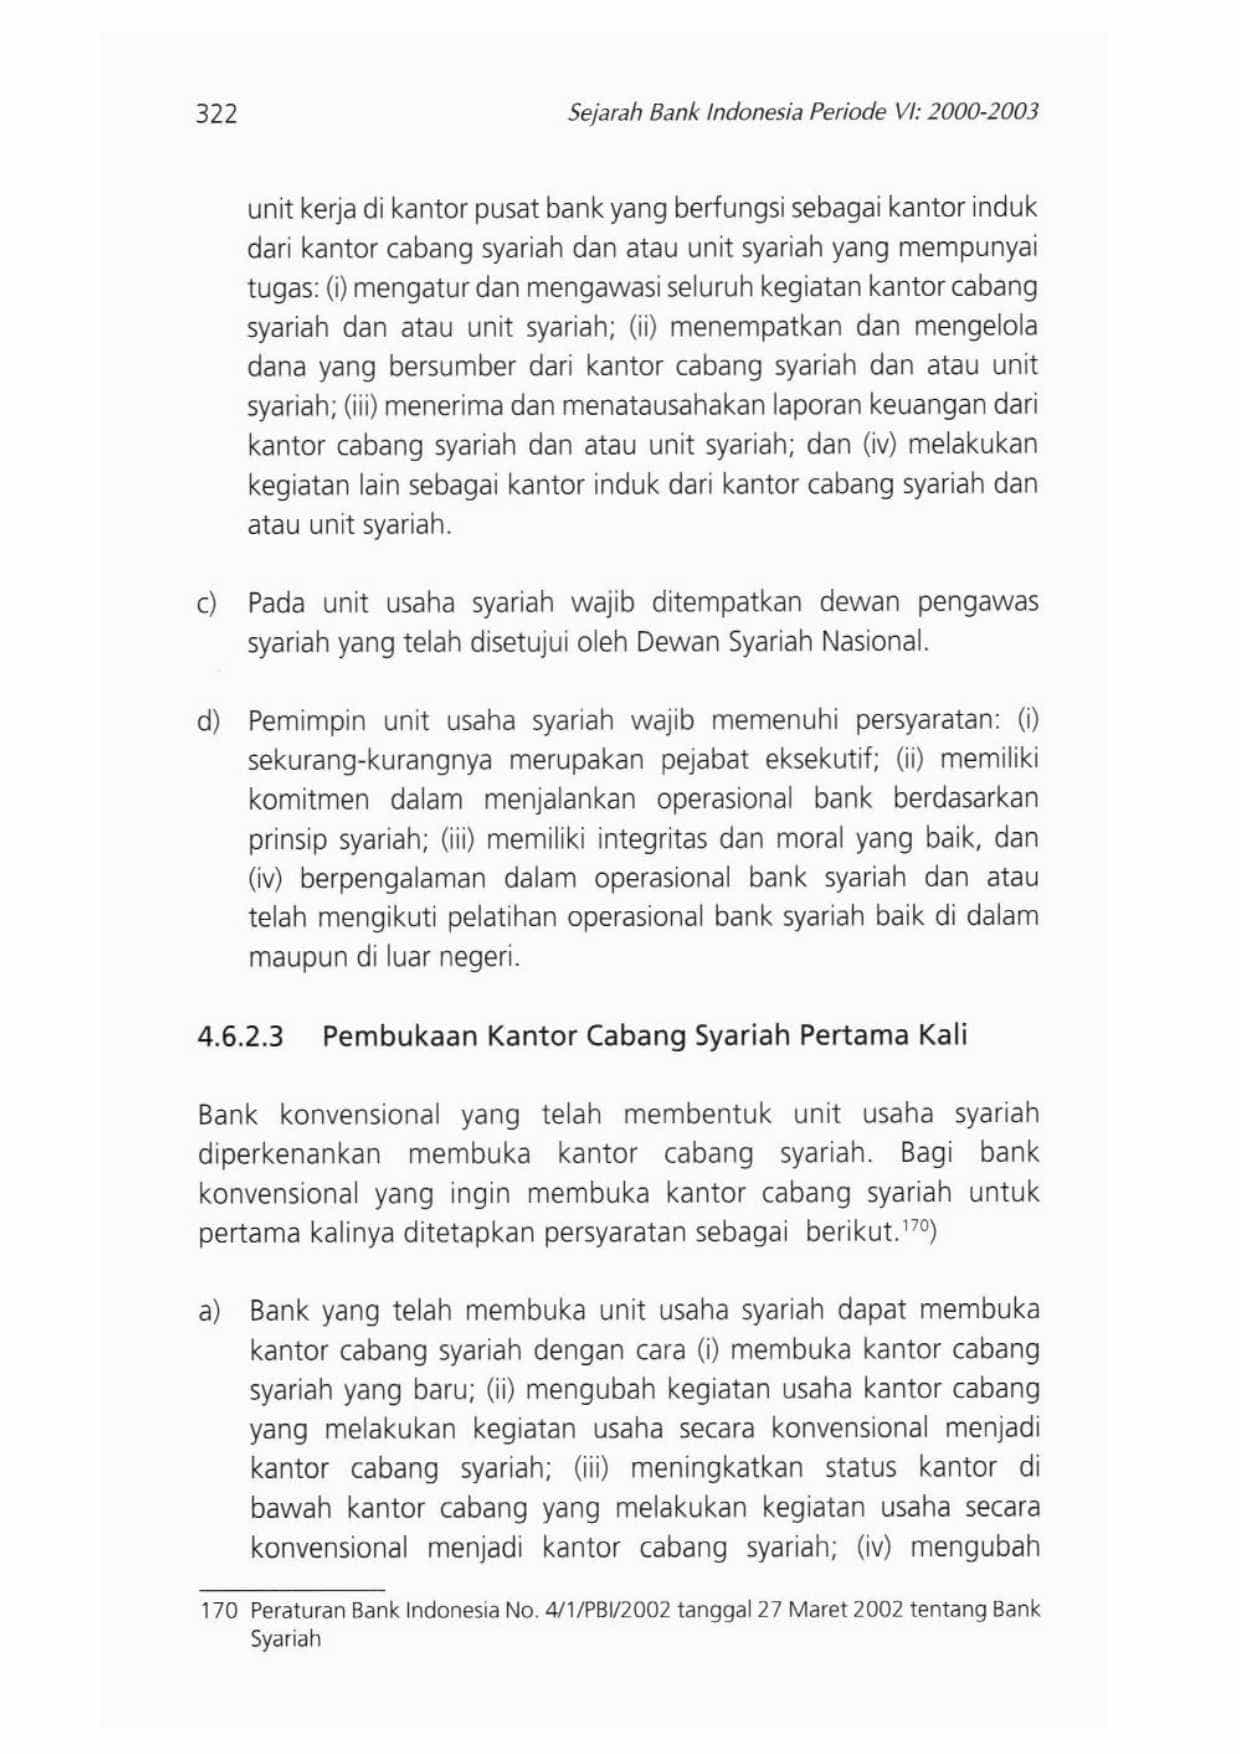 322
Sejarah Bank Indonesia Periode VI: 2000-2003
unit kerja di kantor pusat bank yang berfungsi sebagai kantor induk
dari kantor cabang syariah dan atau unit syariah yang mempunyai
tugas: (i) mengatur dan mengawasi seluruh kegiatan kantor cabang
syariah dan atau unit syariah; (ii) menempatkan dan mengelola
dana yang bersumber dari kantor cabang syariah dan atau unit
syariah; (iii) menerima dan menatausahakan laporan keuangan dari
kantor cabang syariah dan atau unit syariah; dan (iv) melakukan
kegiatan lain sebagai kantor induk dari kantor cabang syariah dan
atau unit syariah.
c) Pada unit usaha syariah wajib ditempatkan dewan pengawas
syariah yang telah disetujui oleh Dewan Syariah Nasional.
d) Pemimpin unit usaha syariah wajib memenuhi persyaratan: (i)
sekurang-kurangnya merupakan pejabat eksekutif; (ii) memiliki
komitmen dalam menjalankan operasional bank berdasarkan
prinsip syariah; (iii) memiliki integritas dan moral yang baik, dan
(iv) berpengalaman dalam operasional bank syariah dan atau
telah mengikuti pelatihan operasional bank syariah baik di dalam
maupun di luar negeri.
4.6.2.3 Pembukaan Kantor Cabang Syariah Pertama Kali
Bank konvensional yang telah membentuk unit usaha syariah
diperkenankan membuka kantor cabang syariah. Bagi bank
konvensional yang ingin membuka kantor cabang syariah untuk
pertama kalinya ditetapkan persyaratan sebagai berikut.170)
a) Bank yang telah membuka unit usaha syariah dapat membuka
kantor cabang syariah dengan cara (i) membuka kantor cabang
syariah yang baru; (ii) mengubah kegiatan usaha kantor cabang
yang melakukan kegiatan usaha secara konvensional menjadi
kantor cabang syariah; (iii) meningkatkan status kantor di
bawah kantor cabang yang melakukan kegiatan usaha secara
konvensional menjadi kantor cabang syariah; (iv) mengubah
170 Peraturan Bank Indonesia No. 4/1/PBI/2002 tanggal 27 Maret 2002 tentang Bank
Syariah